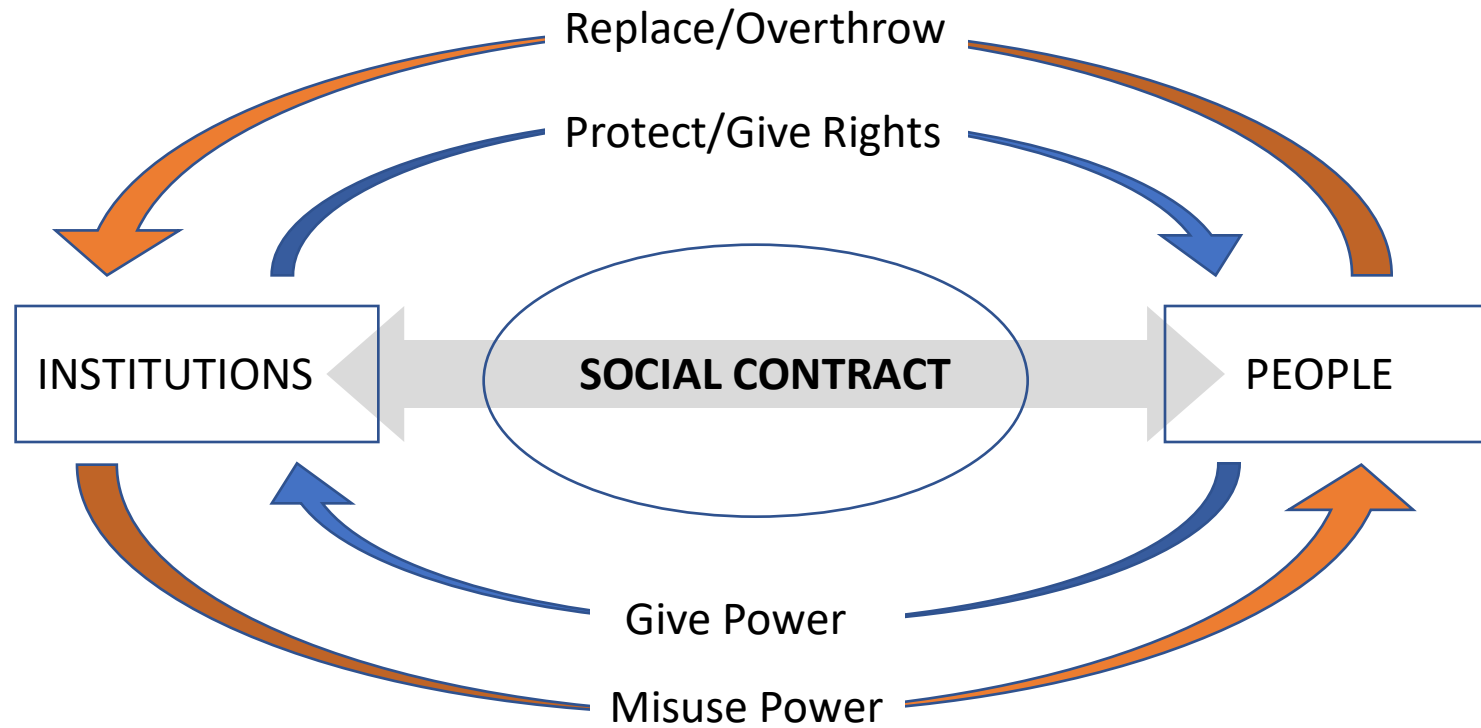 Replace/Overthrow
Protect/Give Rights
INSTITUTIONS
SOCIAL CONTRACT
PEOPLE
Give Power
Misuse Power